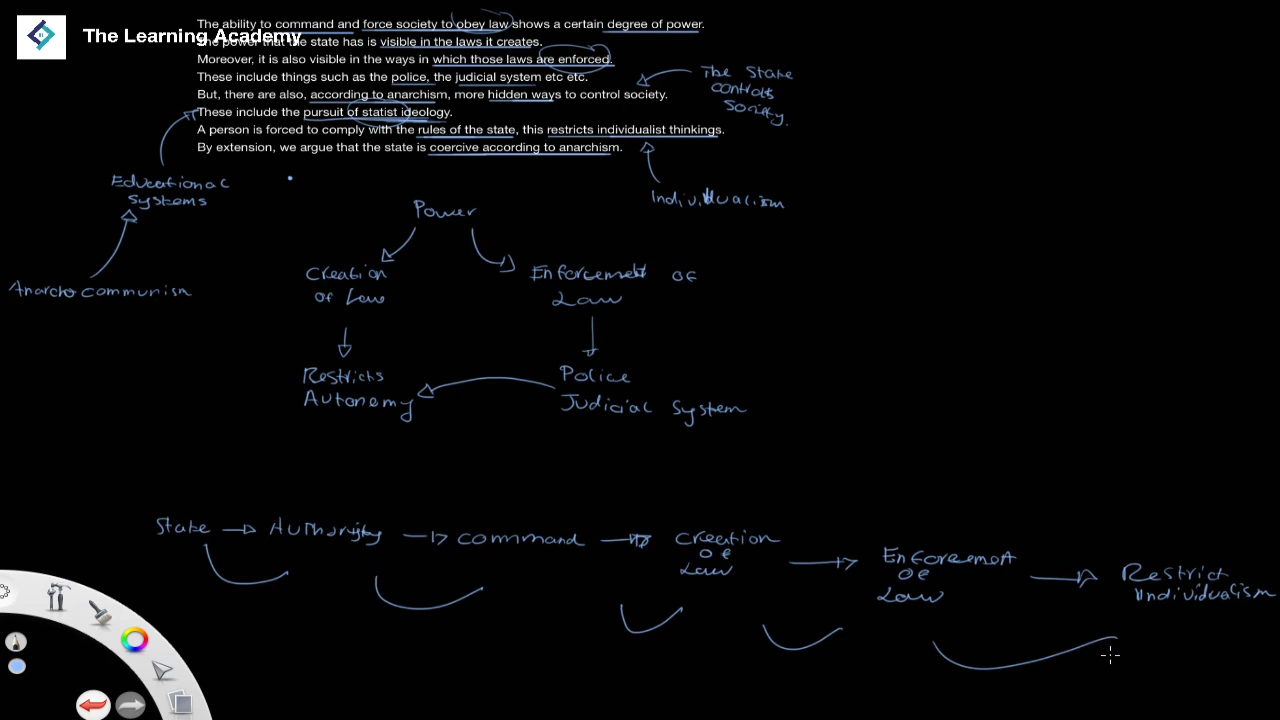 The Learning Academy
The ability to command and force society to obey law shows a certain degree of power.
The power that the state has is visible in the laws it creates.
Moreover, it is also visible in the ways in which those laws are enforced.
These include things such as the police, the judicial system etc etc.
But, there are also, according to anarchism, more hidden ways to control society.
These include the pursuit of statist ideology.
A person is forced to comply with the rules of the state, this restricts individualist thinkings.
By extension, we argue that the state is coercive according to anarchism.
The State
controls
Society.
Educational
Systems
Individualism
Anarcho communism
Power
Creation
of Law
Enforcement of
Law
Restricts
Autonomy
Police
Judicial System
State
Authority
command
Creation
of
Law
Enforcement
of
Law
Restrict
Individualism